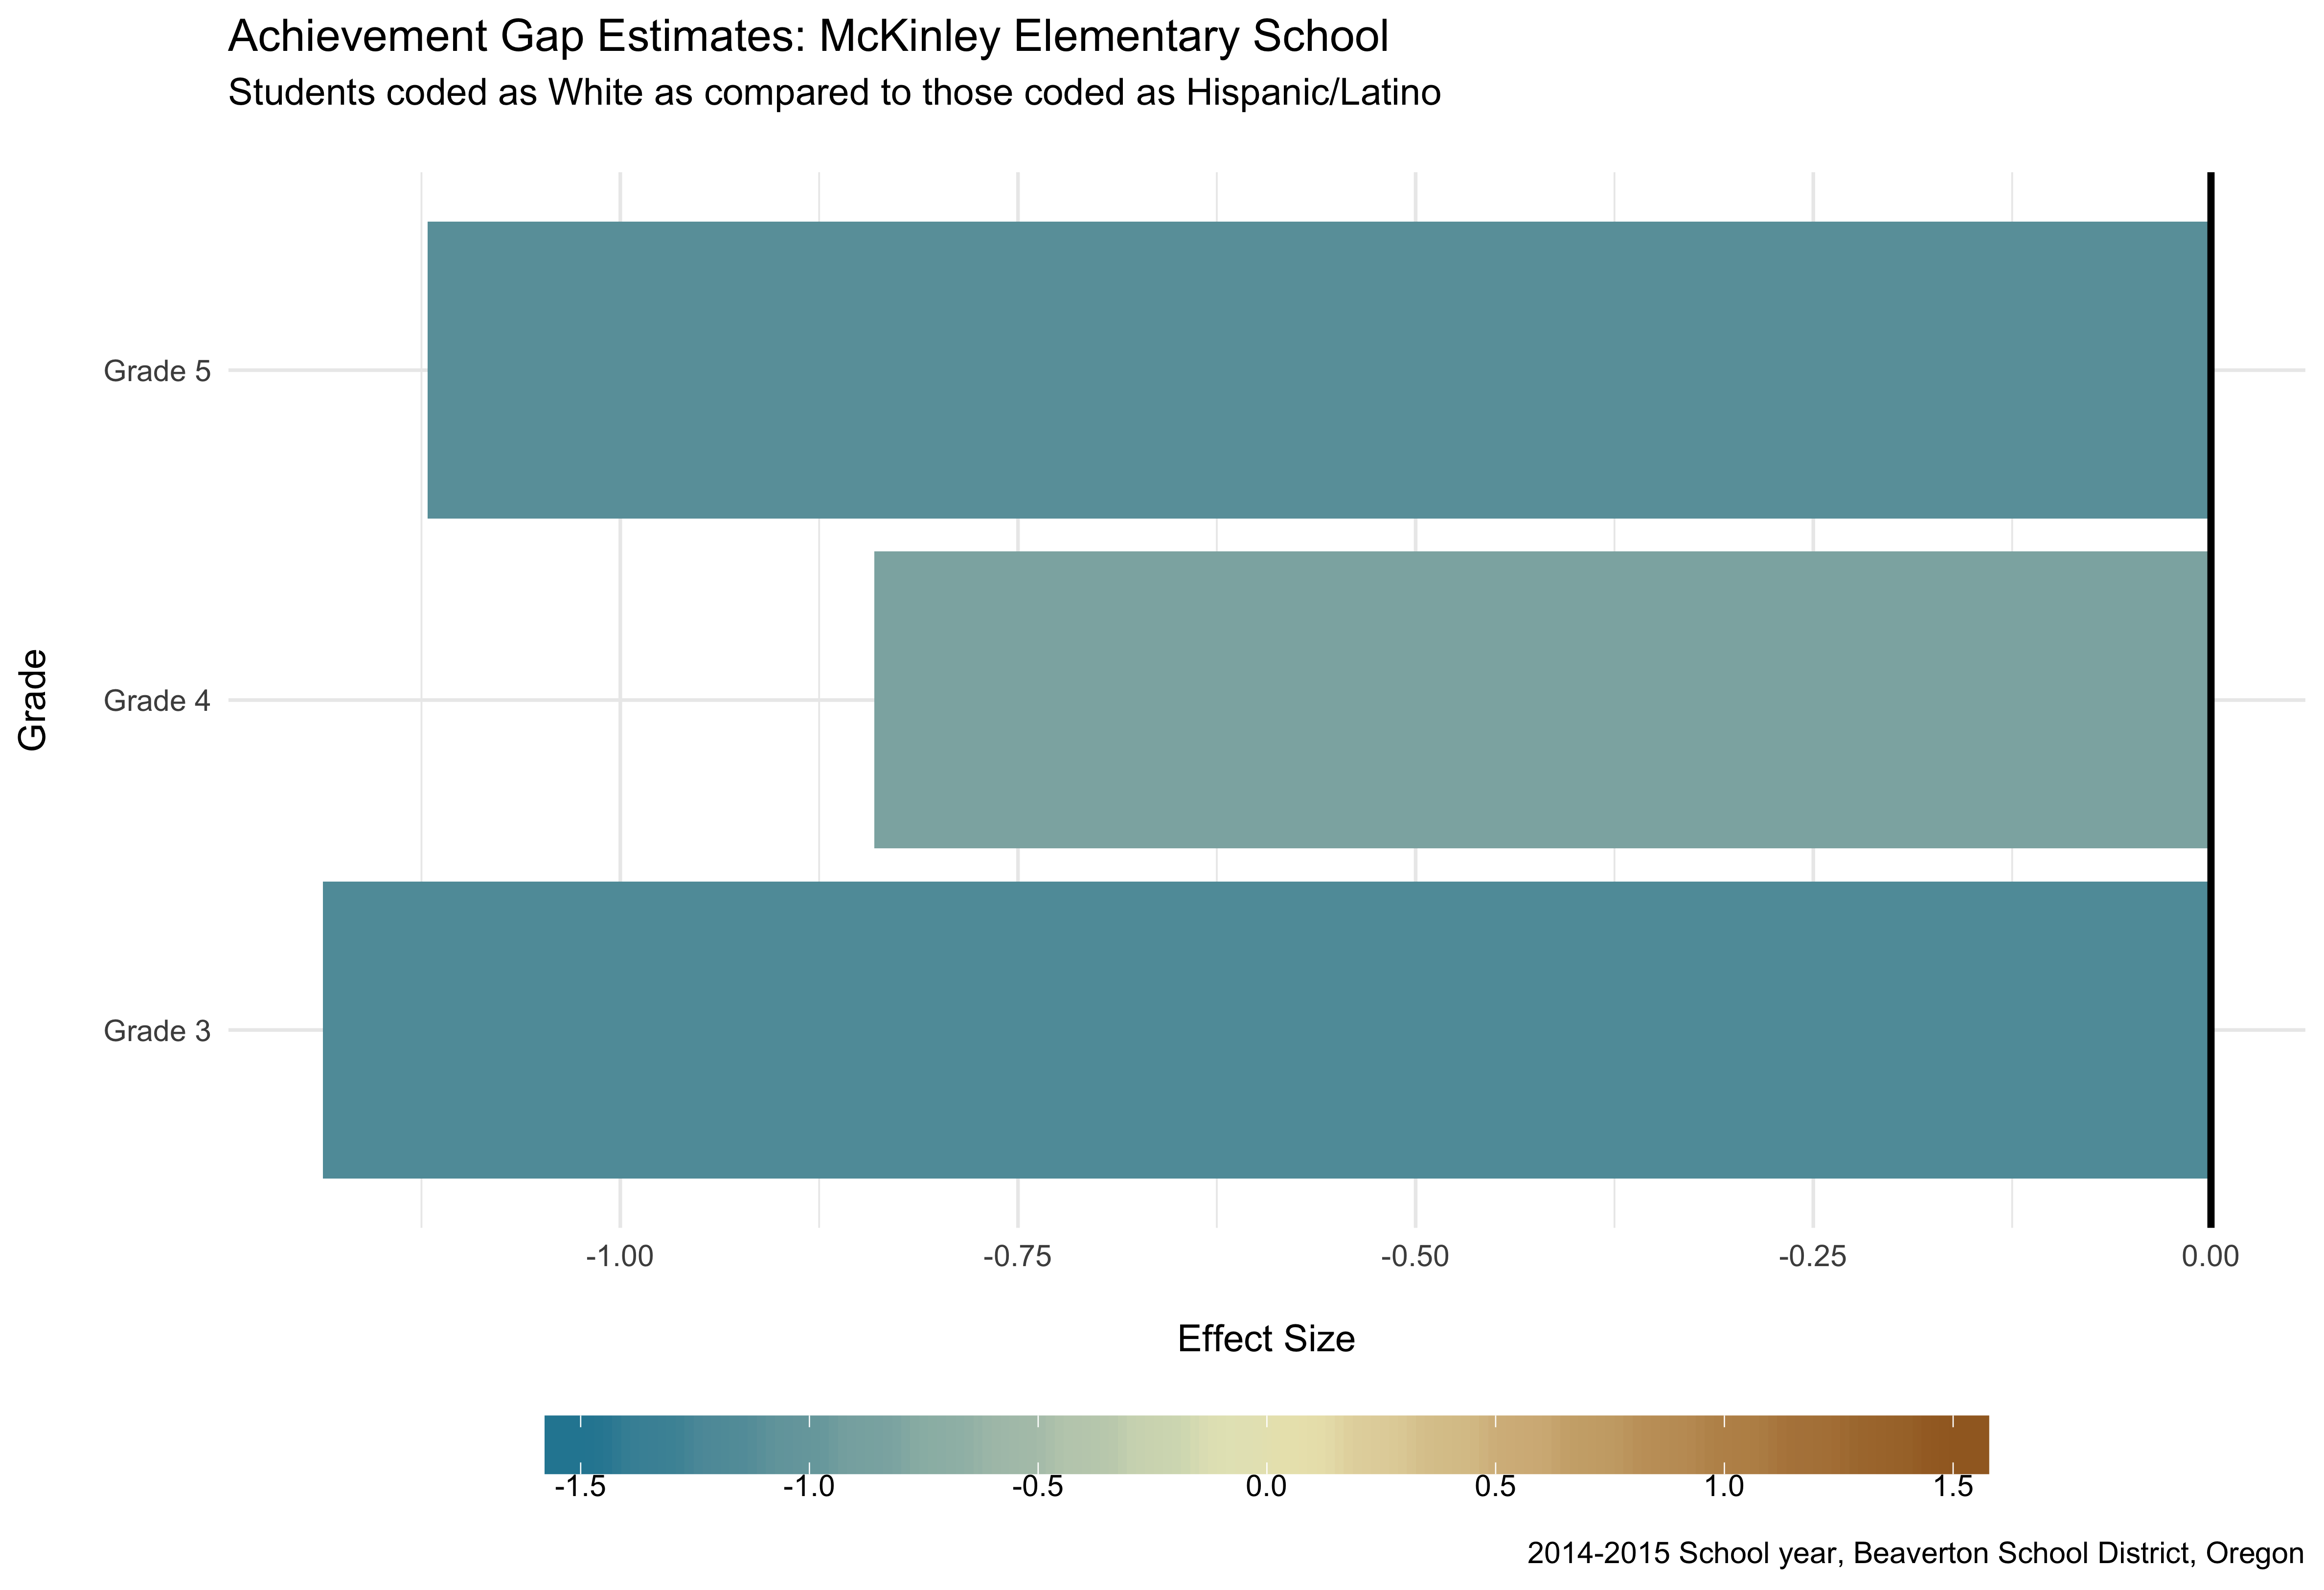 Achievement Gap Estimates: McKinley Elementary School
Students coded as White as compared to those coded as Hispanic/Latino
Grade
Grade 5
Grade 4
Grade 3
-1.00 -0.75 -0.50 -0.25 0.00
Effect Size
-1.5 -1.0 -0.5 0.0 0.5 1.0 1.5
2014-2015 School year, Beaverton School District, Oregon